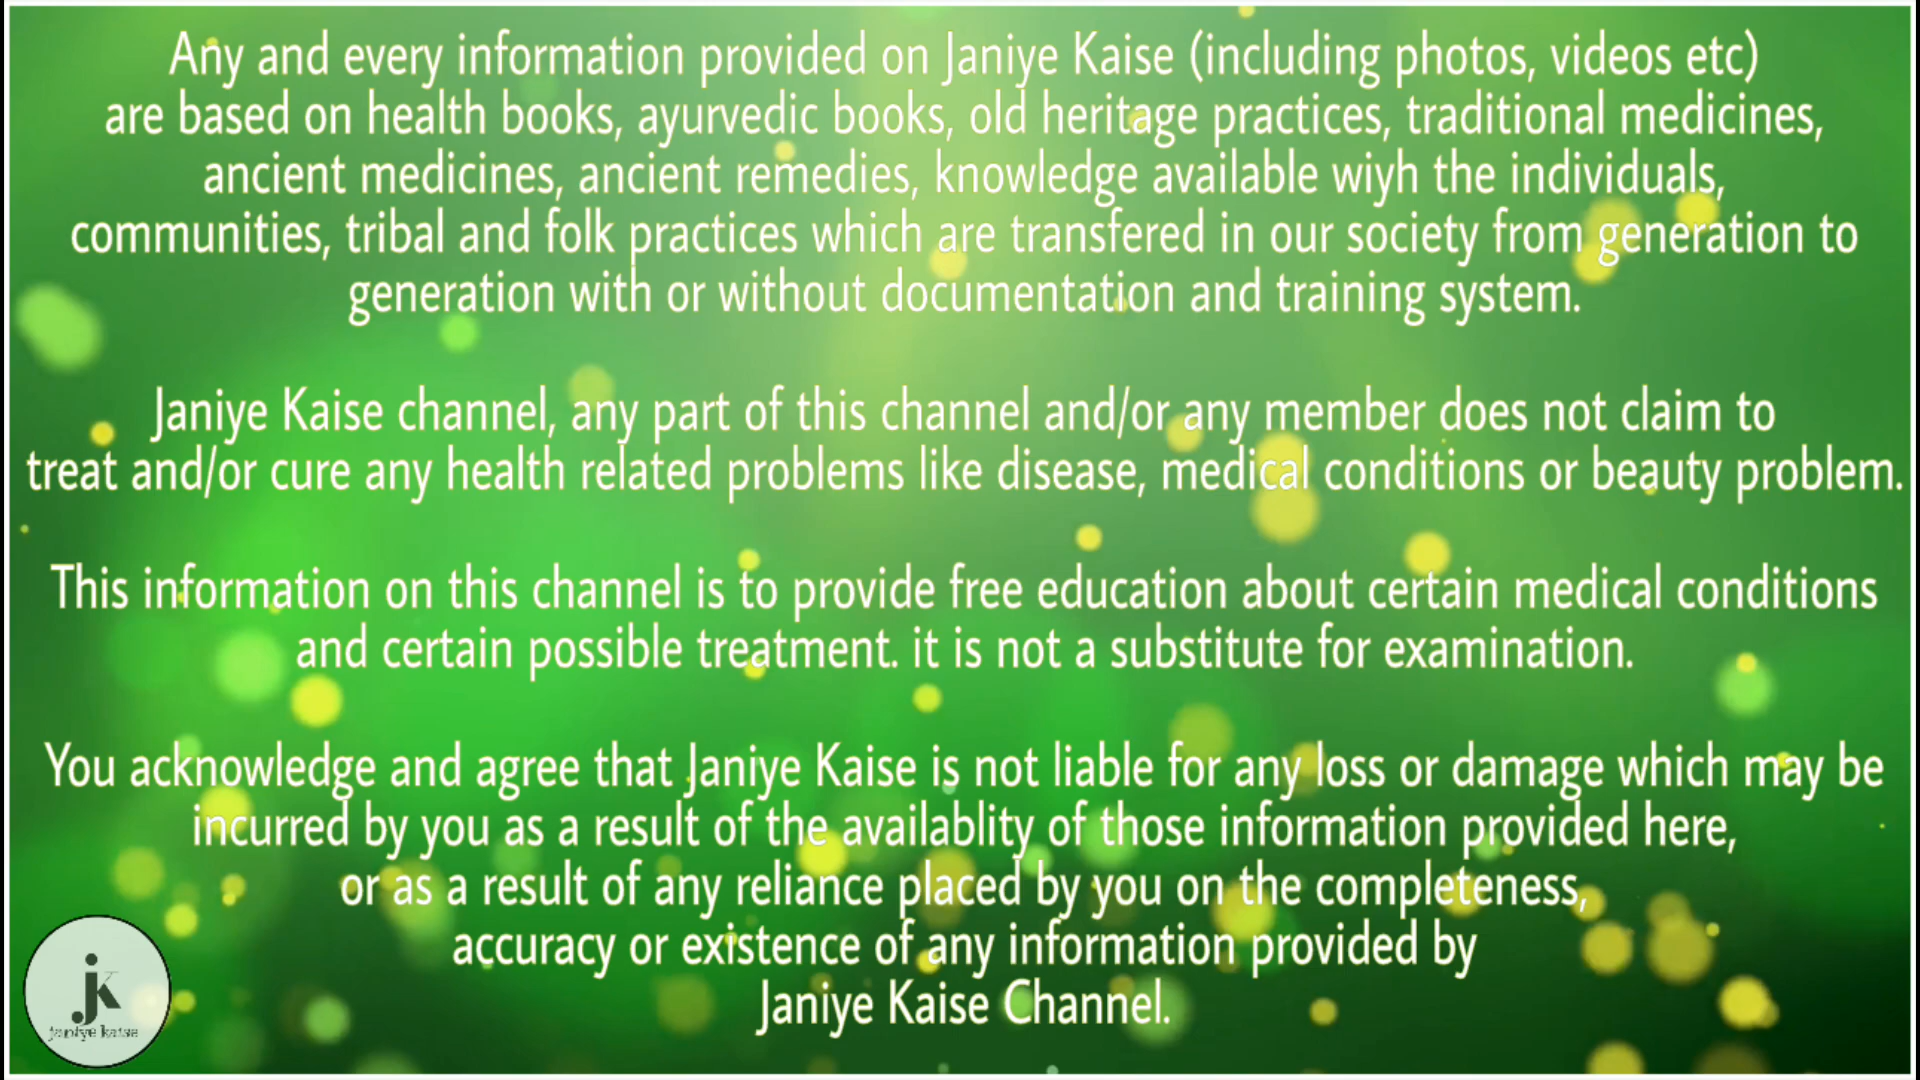 Any and every information provided on Janiye Kaise (including photos, videos etc)
are based on health books, ayurvedic books, old heritage practices, traditional medicines,
ancient medicines, ancient remedies, knowledge available wiyh the individuals,
communities, tribal and folk practices which are transfered in our society from generation to
generation with or without documentation and training system.
Janiye Kaise channel, any part of this channel and/or any member does not claim to
treat and/or cure any health related problems like disease, medical conditions or beauty problem.
This information on this channel is to provide free education about certain medical conditions
and certain possible treatment. it is not a substitute for examination.
You acknowledge and agree that Janiye Kaise is not liable for any loss or damage which may be
incurred by you as a result of the availablity of those information provided here,
or as a result of any reliance placed by you on the completeness,
accuracy or existence of any information provided by
Janiye Kaise Channel.
jk
janiye kaise